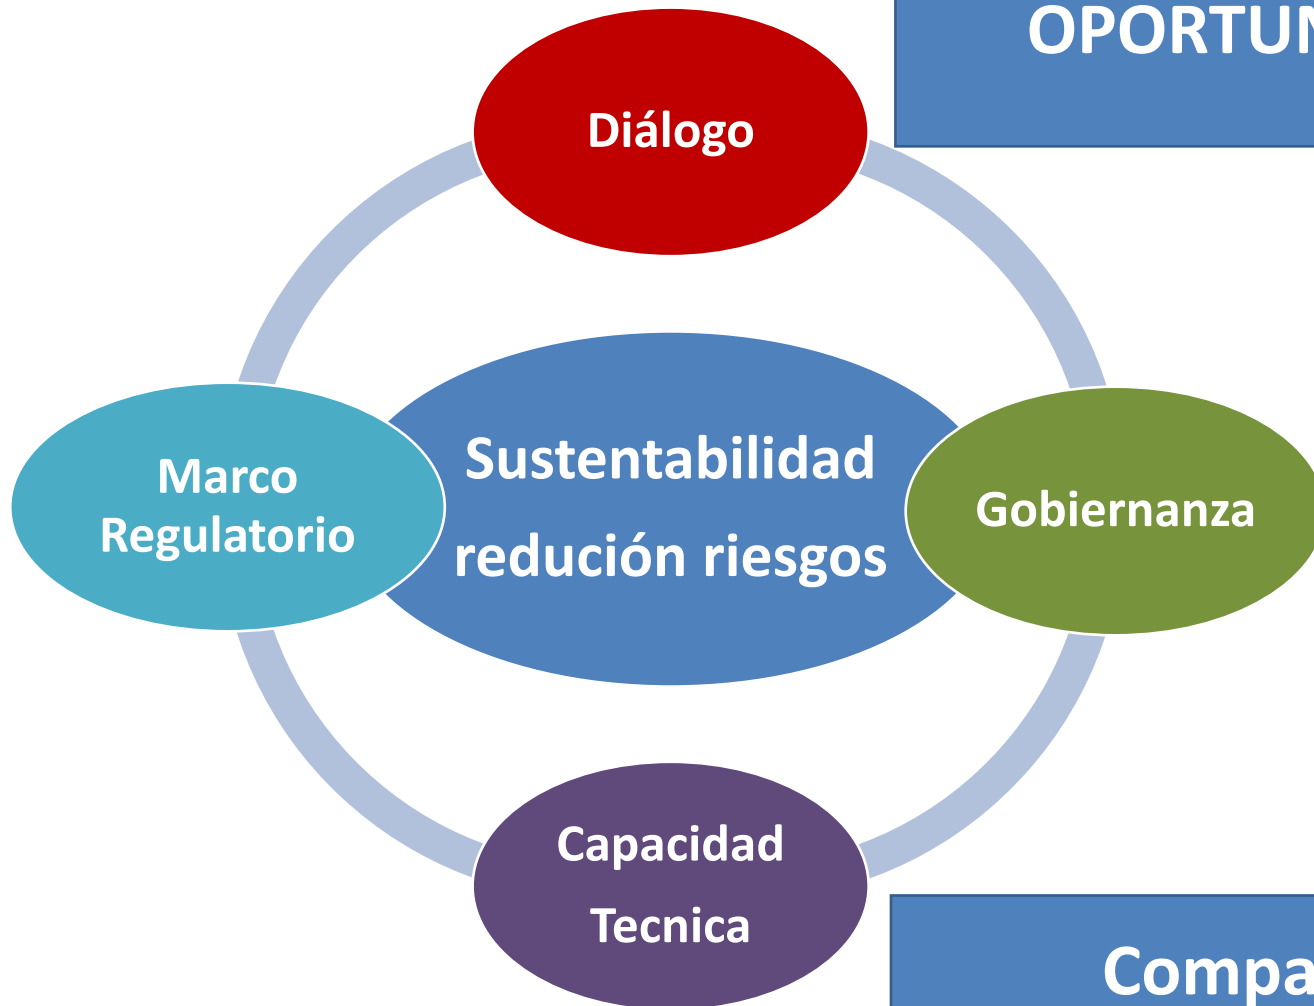 OPORTUN
Diálogo
Sustentabilidad
redución riesgos
Marco
Regulatorio
Gobiernanza
Capacidad
Tecnica
Compa